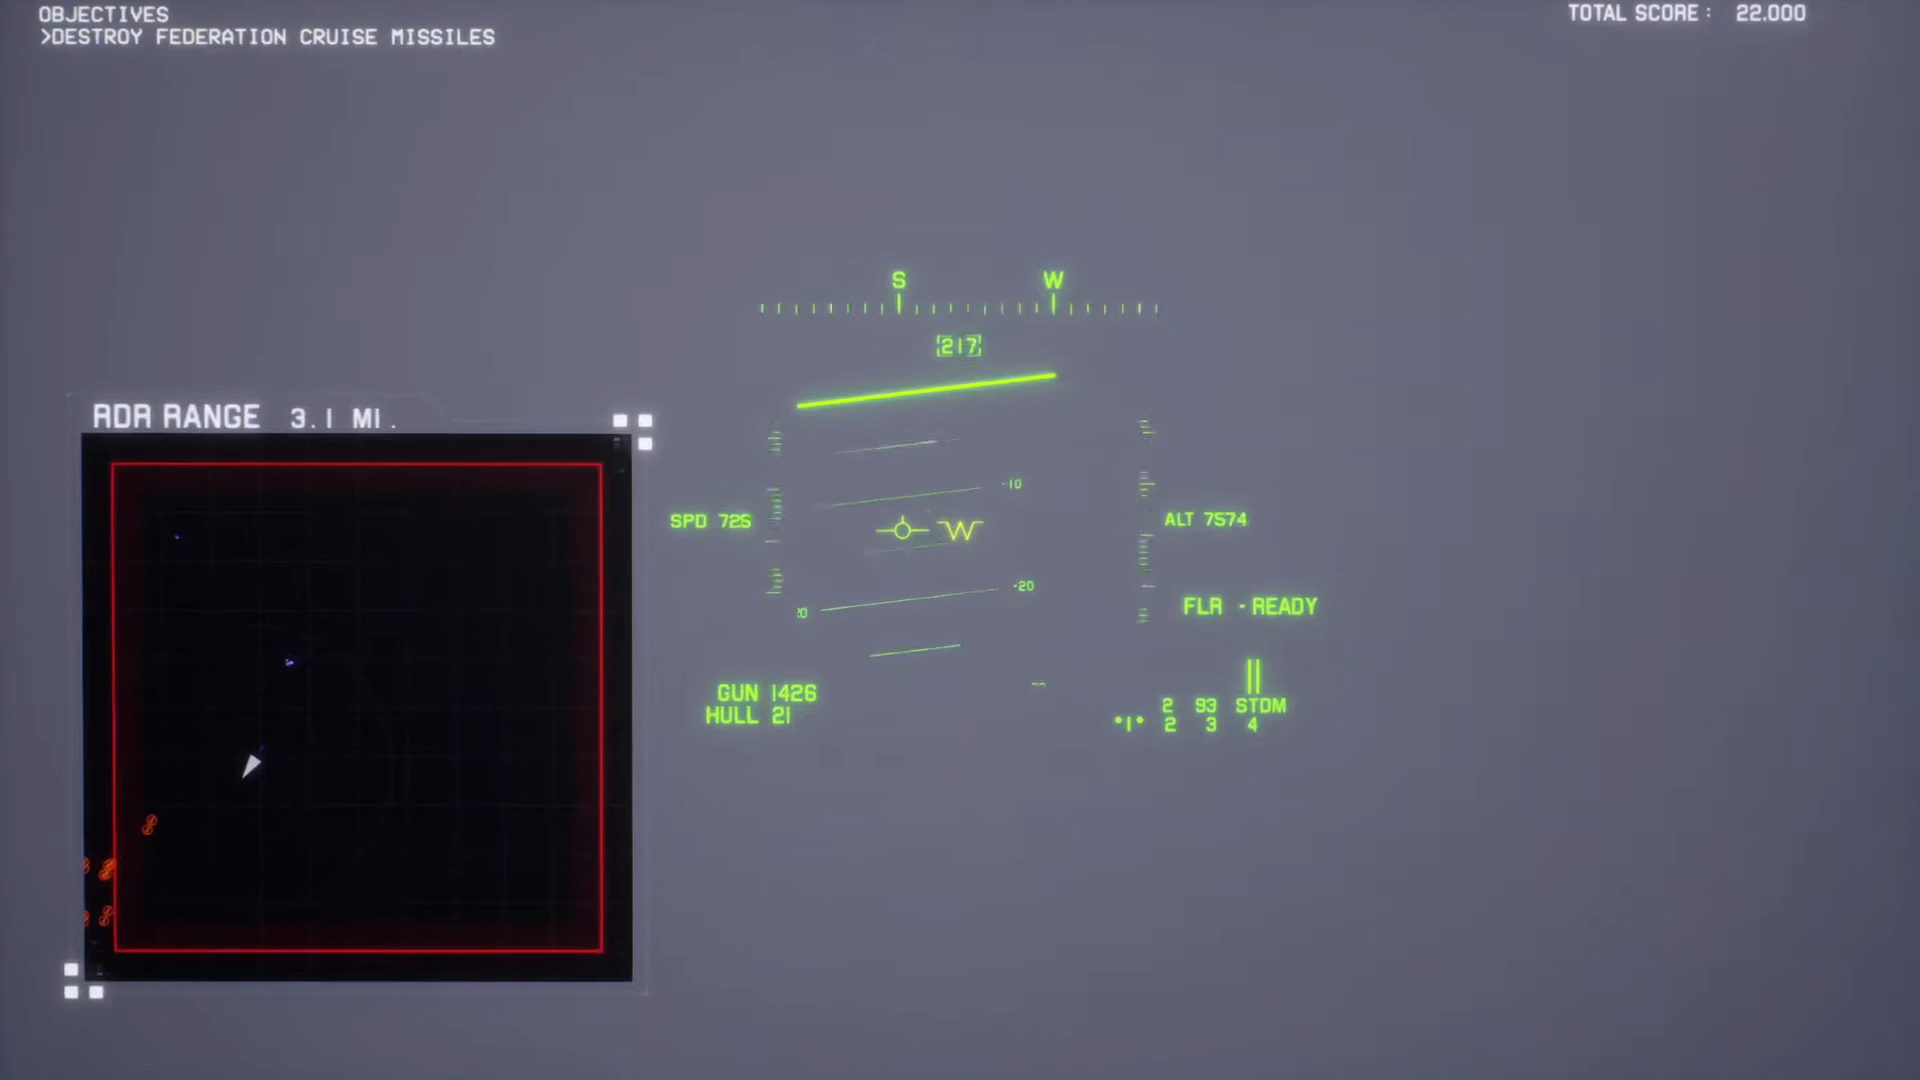 OBJECTIVES
>DESTROY FEDERATION CRUISE MISSILES
TOTAL SCORE : 22.000
S W
[217]
RDR RANGE 3.1 MI.
-10
SPD 725
ALT 7574
-20
FLR - READY
GUN 1426
HULL 21
2 93 STDM
2 3 4